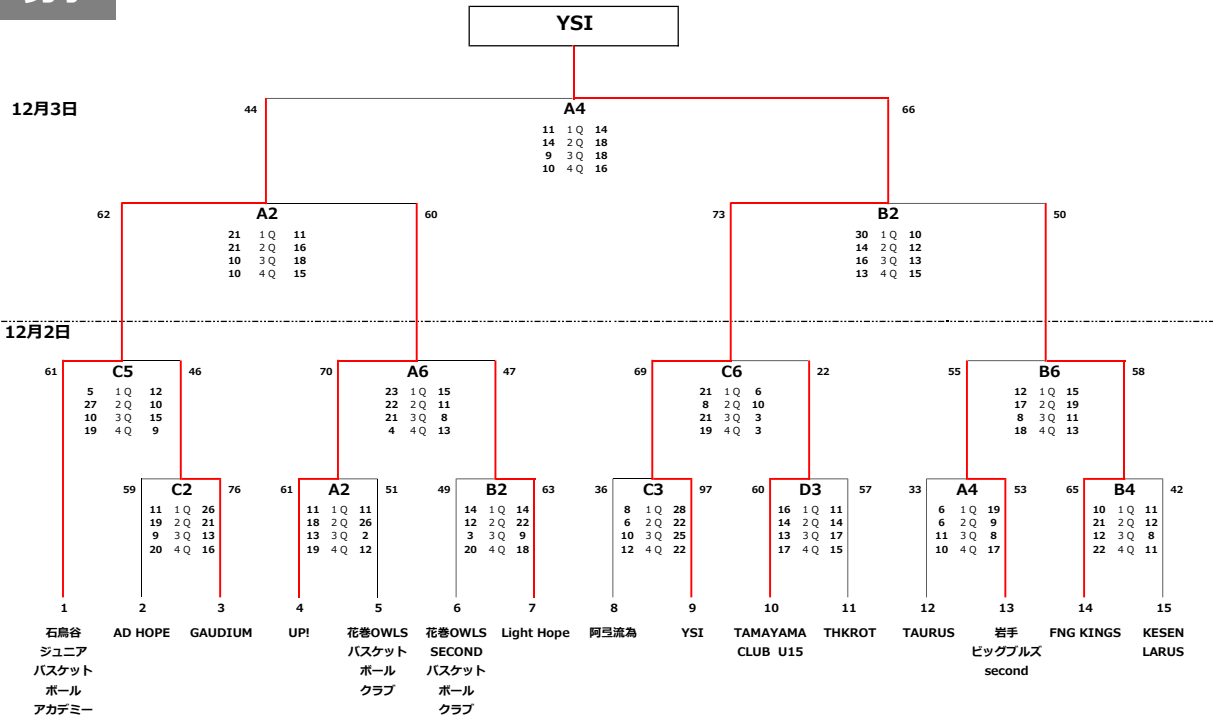 YSI
12月3日
44 A4 66
11 1Q 14
14 2Q 18
9 3Q 18
10 4Q 16
62 A2 60
21 1Q 11
21 2Q 16
10 3Q 18
10 4Q 15
73 B2 50
30 1Q 10
14 2Q 12
16 3Q 13
13 4Q 15
12月2日
61 C5 46
5 1Q 12
27 2Q 10
10 3Q 15
19 4Q 9
70 A6 47
23 1Q 15
22 2Q 11
21 3Q 8
4 4Q 13
69 C6 22
21 1Q 6
8 2Q 10
21 3Q 3
19 4Q 3
55 B6 58
12 1Q 15
17 2Q 19
8 3Q 11
18 4Q 13
59 C2 76
11 1Q 26
19 2Q 21
9 3Q 13
20 4Q 16
61 A2 51
11 1Q 11
18 2Q 26
13 3Q 2
19 4Q 12
49 B2 63
14 1Q 14
12 2Q 22
3 3Q 9
20 4Q 18
36 C3 97
8 1Q 28
6 2Q 22
10 3Q 25
12 4Q 22
60 D3 57
16 1Q 11
14 2Q 14
13 3Q 17
17 4Q 15
33 A4 53
6 1Q 19
6 2Q 9
11 3Q 8
10 4Q 17
65 B4 42
10 1Q 11
21 2Q 12
12 3Q 8
22 4Q 11
1
石鳥谷
ジュニア
バスケット
ボール
アカデミー
2
AD HOPE
3
GAUDIUM
4
UP!
5
花巻OWLS
バスケット
ボール
クラブ
6
花巻OWLS
SECOND
バスケット
ボール
クラブ
7
Light Hope
8
阿弖流為
9
YSI
10
TAMAYAMA
CLUB U15
11
THKROT
12
TAURUS
13
岩手
ビッグブルズ
second
14
FNG KINGS
15
KESEN
LARUS